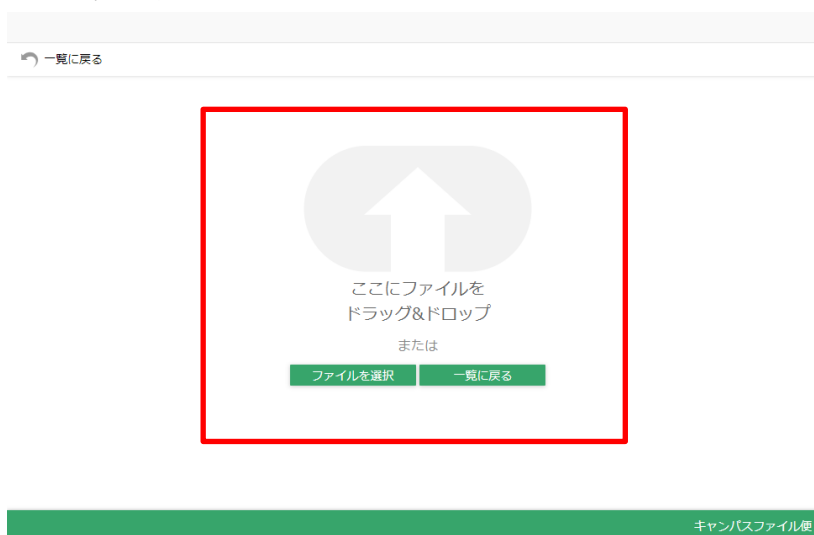 一覧に戻る
ここにファイルを
ドラッグ&ドロップ
または
ファイルを選択
一覧に戻る
キャンパスファイル便